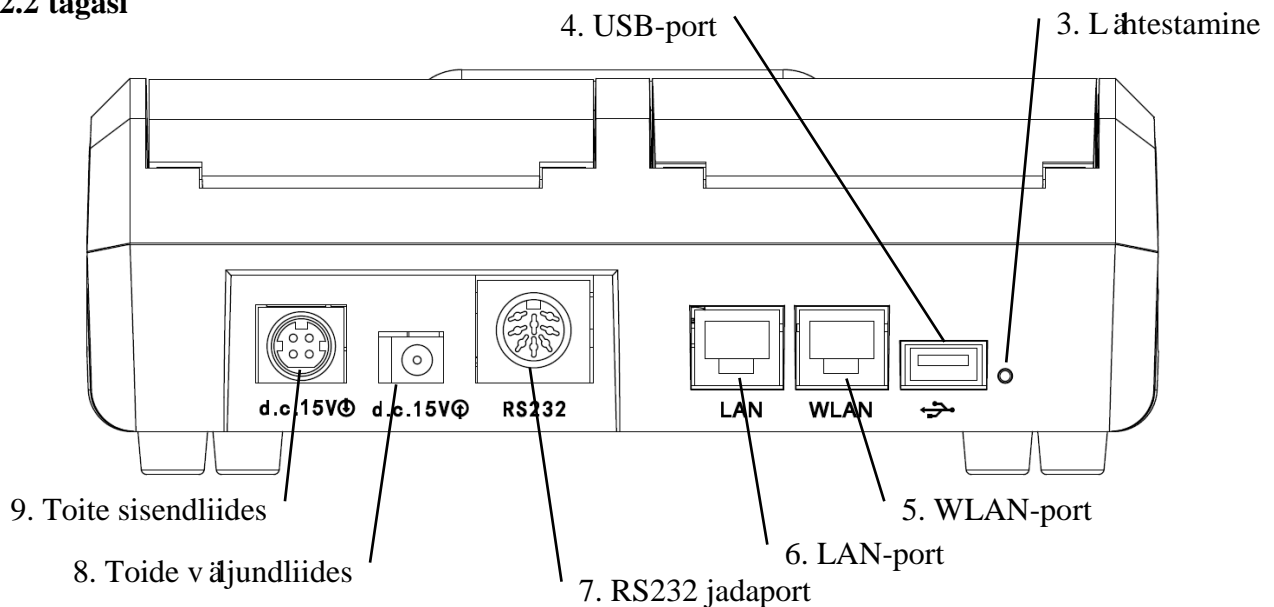 2.2 tagasi
4. USB-port
3. Lähtestamine
d.c.15V
d.c.15V
RS232
LAN
WLAN
9. Toite sisendliides
5. WLAN-port
6. LAN-port
8. Toide väljundliides
7. RS232 jadaport